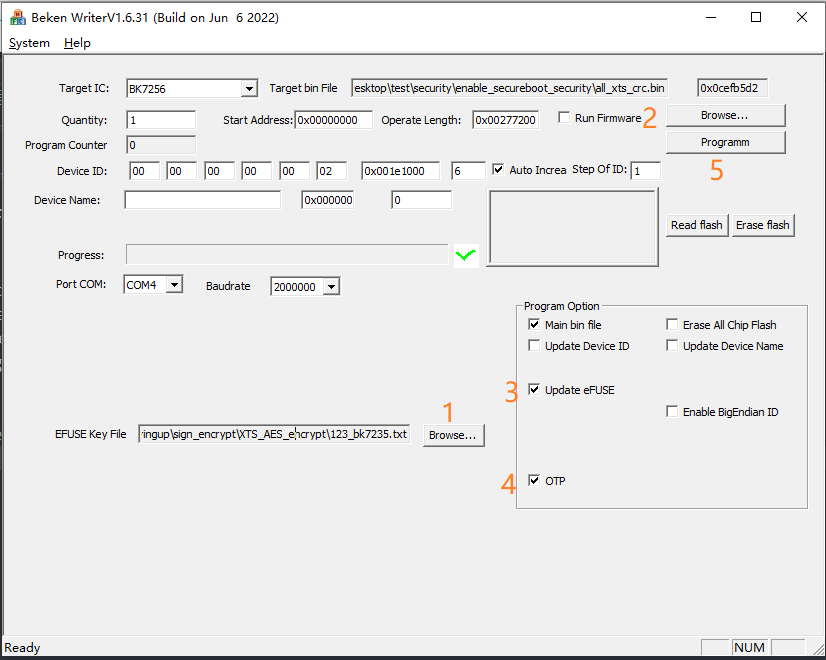 Beken WriterV1.6.31 (Build on Jun 6 2022)
System Help
Target IC: BK7256 Target bin File esktop\test\security\enable_secureboot_security\all_xts_crc.bin 0x0cefb5d2
Quantity: 1 Start Address: 0x00000000 Operate Length: 0x00277200 Run Firmware 2 Browse...
Program Counter 0 Programm
Device ID: 00 00 00 00 00 02 0x001e1000 6 Auto Increa Step Of ID: 1 5
Device Name: 0x000000 0
Read flash Erase flash
Progress:
Port COM: COM4 Baudrate 2000000
Program Option
Main bin file Erase All Chip Flash
Update Device ID Update Device Name
3 Update eFUSE
1 Enable BigEndian ID
EFUSE Key File ingup\sign_encrypt\XTS_AES_encrypt\123_bk7235.txt Browse...
4 OTP
Ready NUM